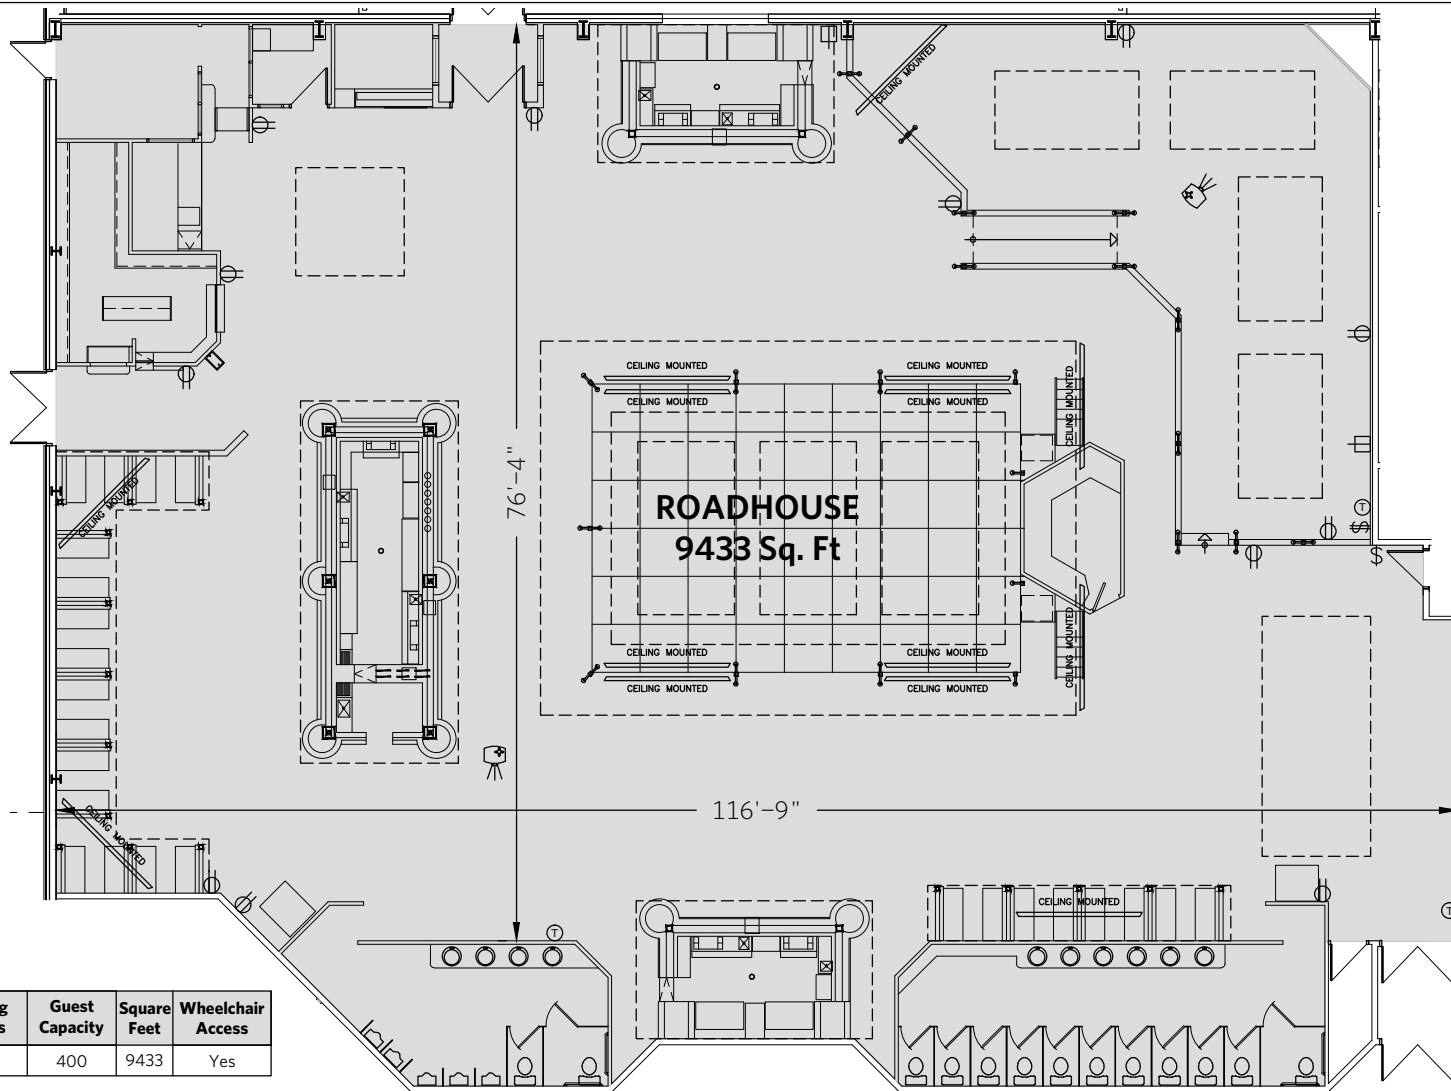 CEILING MOUNTED
CEILING MOUNTED
CEILING MOUNTED
CEILING MOUNTED
CEILING MOUNTED
CEILING MOUNTED
CEILING MOUNTED
76'-4"
ROADHOUSE
9433 Sq. Ft
T
$
$
CEILING MOUNTED
CEILING MOUNTED
CEILING MOUNTED
CEILING MOUNTED
CEILING MOUNTED
116'-9"
CEILING MOUNTED
CEILING MOUNTED
T
T
g Guest Square Wheelchair
s Capacity Feet Access
400 9433 Yes